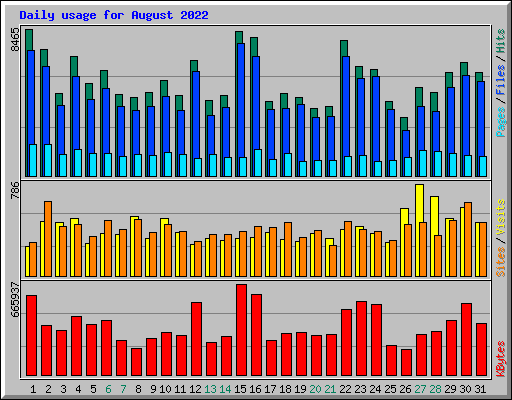 Daily usage for August 2022
8465
Pages / Files / Hits
786
Sites / Visits
665937
KBytes
1 2 3 4 5 6 7 8 9 10 11 12 13 14 15 16 17 18 19 20 21 22 23 24 25 26 27 28 29 30 31